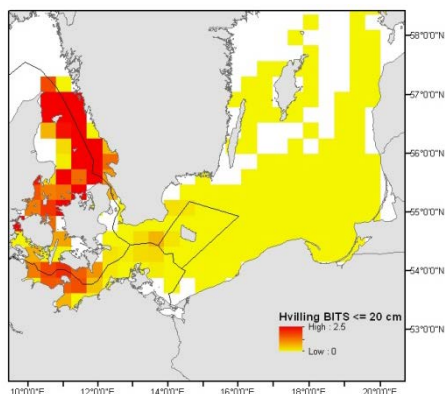 58°0'0"N
57°0'0"N
56°0'0"N
55°0'0"N
54°0'0"N
53°0'0"N
Hvilling BITS <= 20 cm
High : 2.5
Low : 0
10°0'0"E
12°0'0"E
14°0'0"E
16°0'0"E
18°0'0"E
20°0'0"E